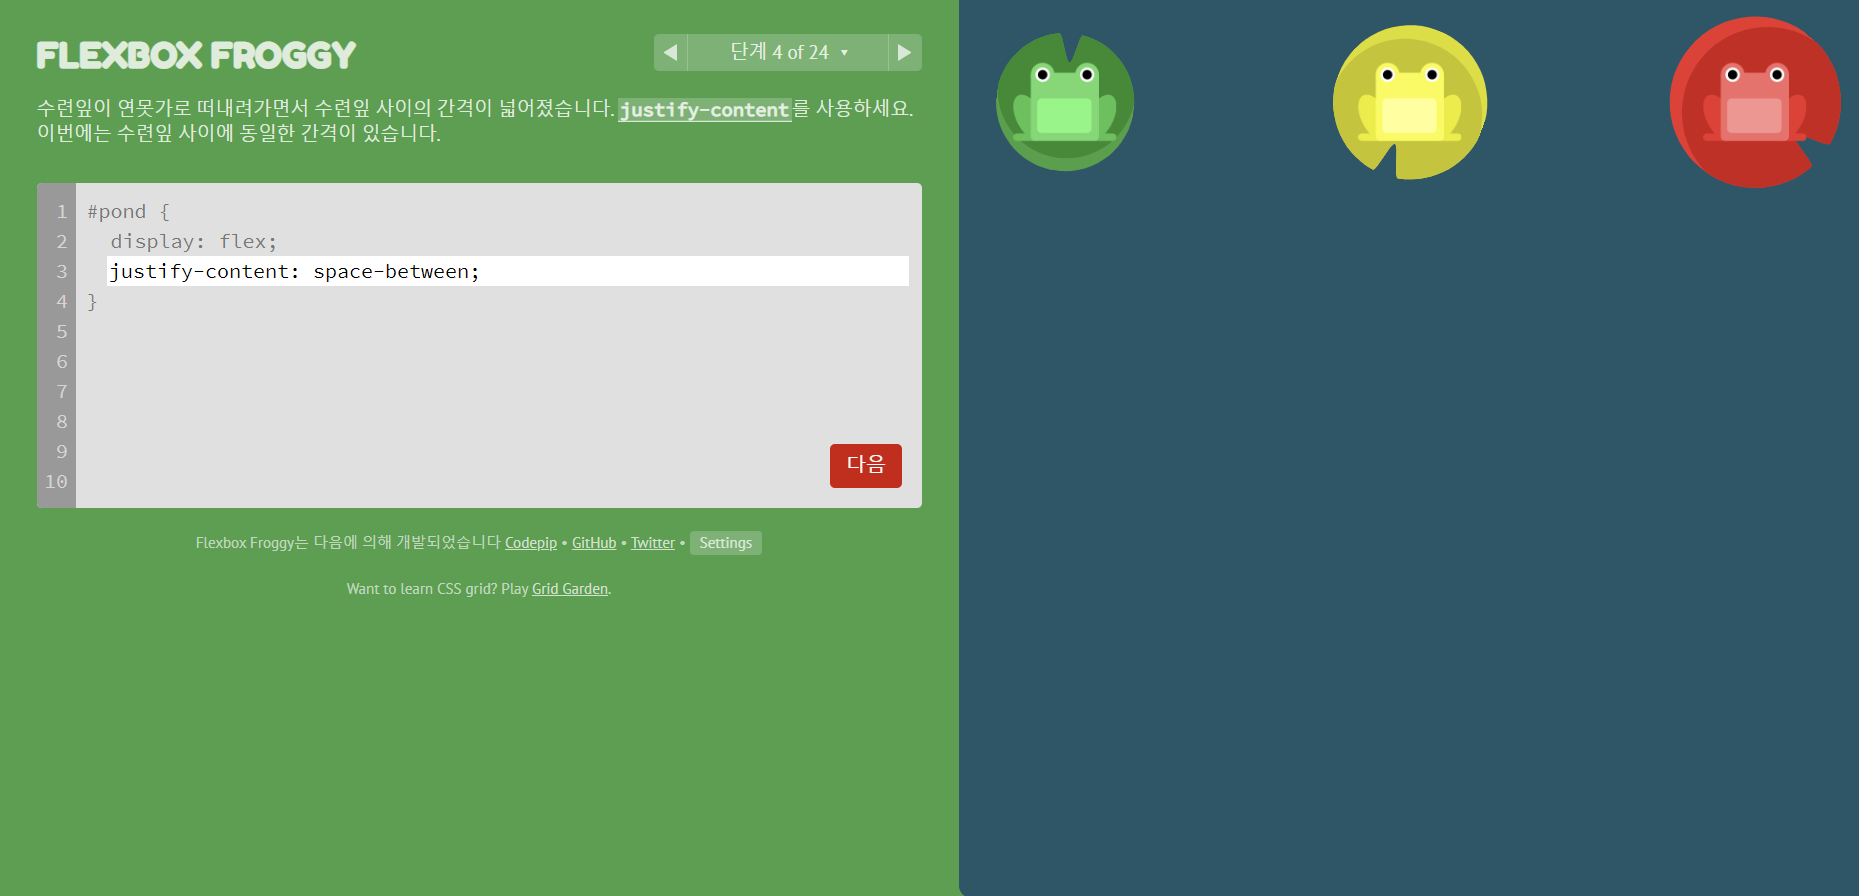 FLEXBOX FROGGY
◀ 단계 4 of 24 ▾ ▶
수련잎이 연못가로 떠내려가면서 수련잎 사이의 간격이 넓어졌습니다. justify-content를 사용하세요.
이번에는 수련잎 사이에 동일한 간격이 있습니다.
1 #pond {
2 display: flex;
3 justify-content: space-between;
4 }
5
6
7
8
9
10
다음
Flexbox Froggy는 다음에 의해 개발되었습니다 Codepip • GitHub • Twitter • Settings
Want to learn CSS grid? Play Grid Garden.